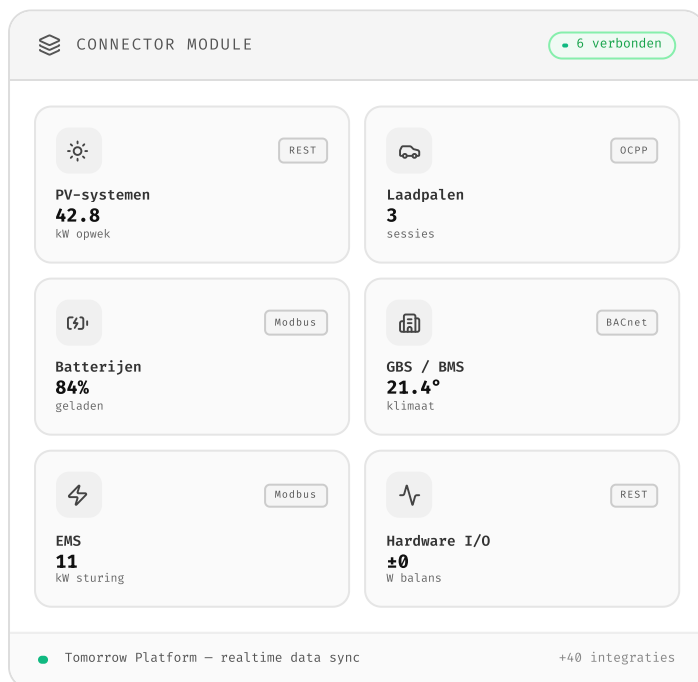 CONNECTOR MODULE
6 verbonden
REST
PV-systemen
42.8
kW opwek
OCPP
Laadpalen
3
sessies
Modbus
Batterijen
84%
geladen
BACnet
GBS / BMS
21.4°
klimaat
Modbus
EMS
11
kW sturing
REST
Hardware I/O
±0
W balans
Tomorrow Platform — realtime data sync
+40 integraties